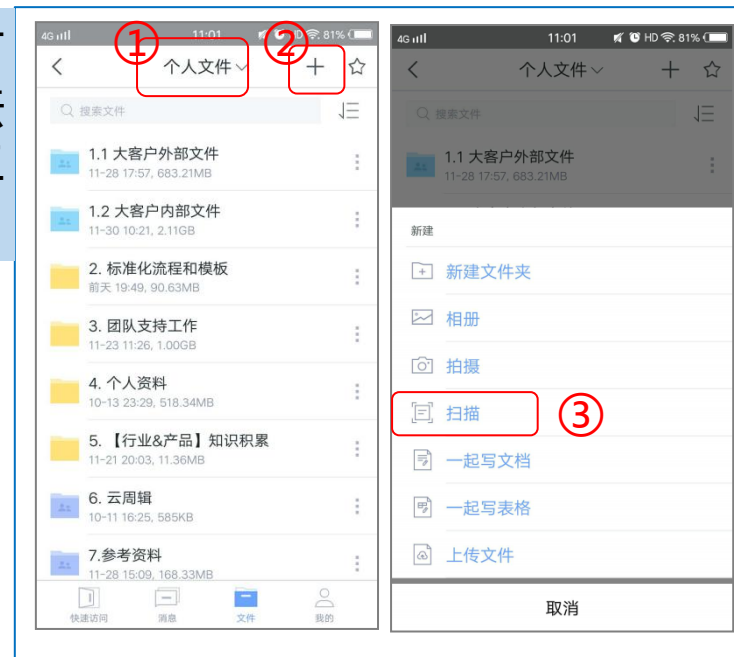 4G 11:01 HD 81%
①
②
个人文件
搜索文件
1.1 大客户外部文件
11-28 17:57, 683.21MB
1.2 大客户内部文件
11-30 10:21, 2.11GB
2. 标准化流程和模板
前天 19:49, 90.63MB
3. 团队支持工作
11-23 11:26, 1.00GB
4. 个人资料
10-13 23:29, 518.34MB
5. 【行业&产品】知识积累
11-21 20:03, 11.36MB
6. 云周辑
10-11 16:25, 585KB
7.参考资料
11-28 15:09, 168.33MB
快速访问 消息 文件 我的
4G 11:01 HD 81%
个人文件
搜索文件
1.1 大客户外部文件
11-28 17:57, 683.21MB
新建
新建文件夹
相册
拍摄
扫描
③
一起写文档
一起写表格
上传文件
取消